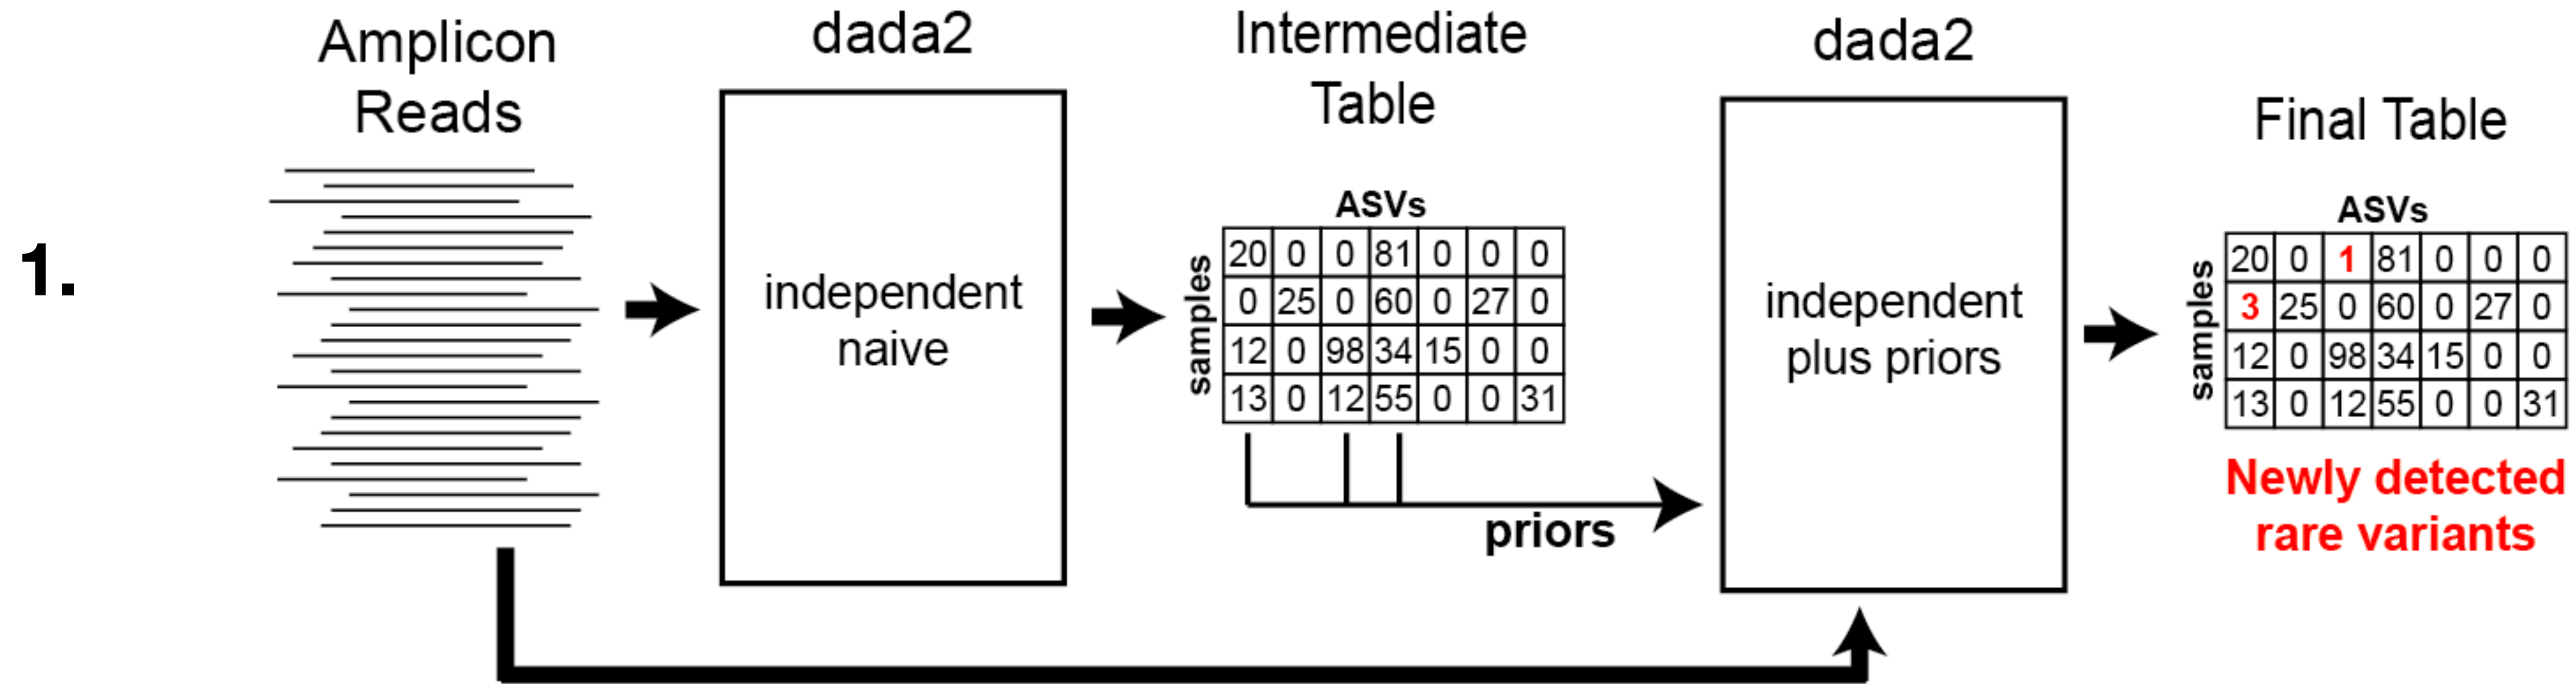 1.
Amplicon
Reads
dada2
independent
naive
Intermediate
Table
ASVs
samples
20 0 0 81 0 0 0
0 25 0 60 0 27 0
12 0 98 34 15 0 0
13 0 12 55 0 0 31
priors
dada2
independent
plus priors
Final Table
ASVs
samples
20 0 1 81 0 0 0
3 25 0 60 0 27 0
12 0 98 34 15 0 0
13 0 12 55 0 0 31
Newly detected
rare variants